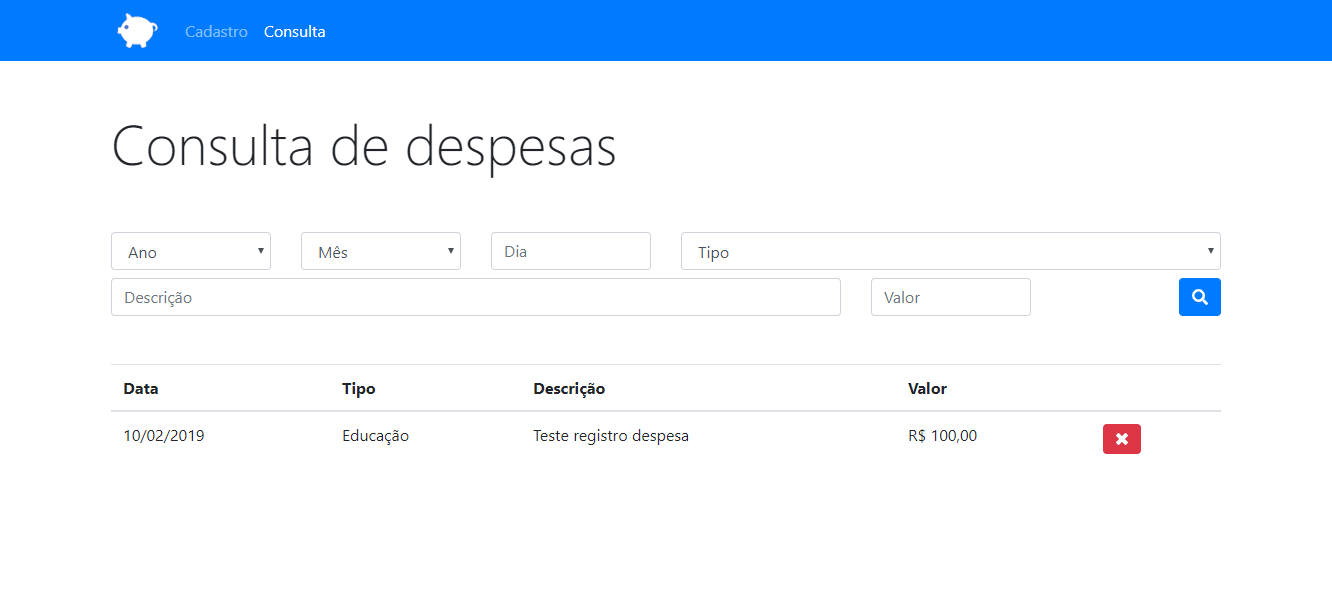 Cadastro Consulta
Consulta de despesas
Ano Mês Dia Tipo
Descrição Valor
Data Tipo Descrição Valor
10/02/2019 Educação Teste registro despesa R$ 100,00